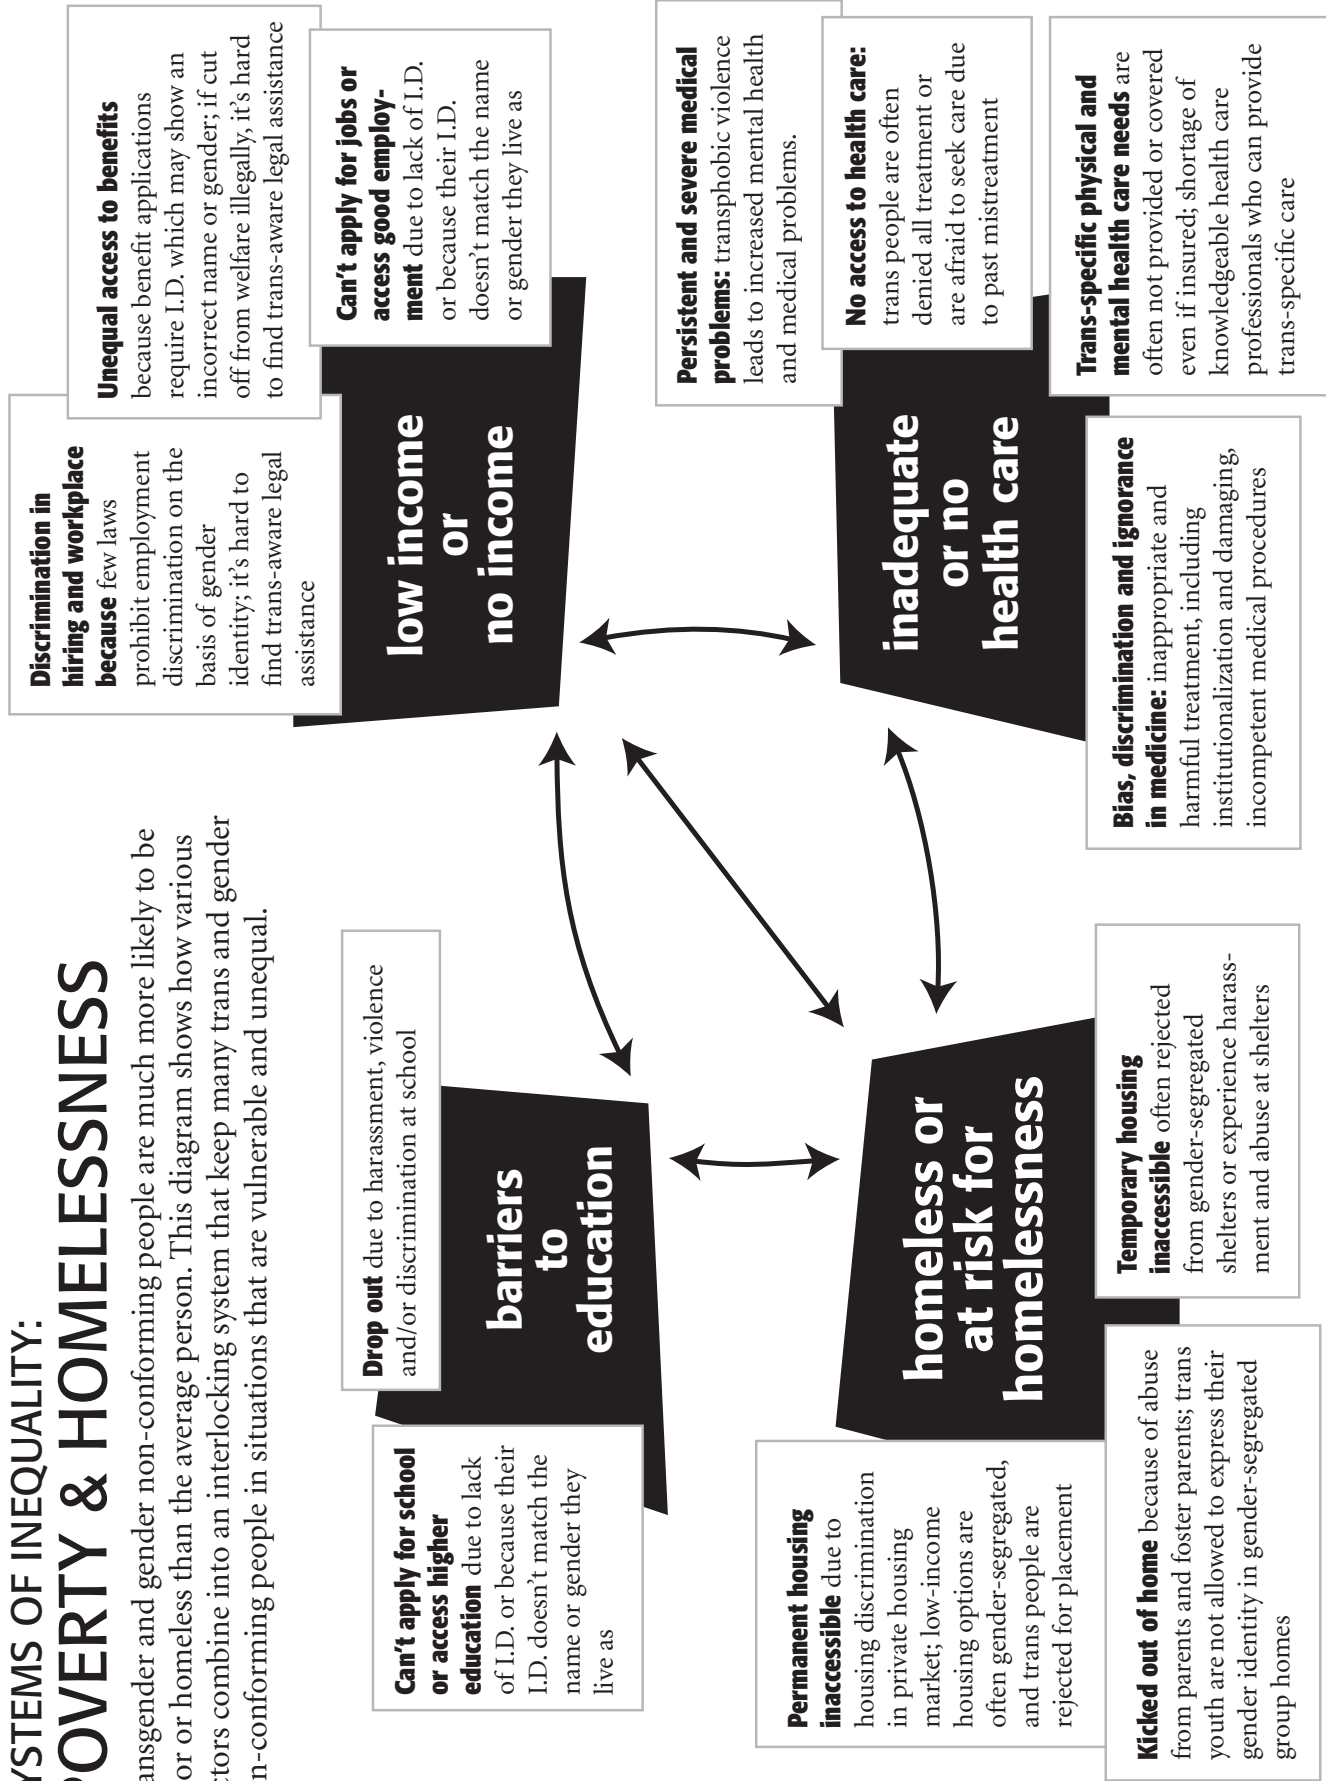 YSTEMS OF INEQUALITY:
POVERTY & HOMELESSNESS
ansgender and gender non-conforming people are much more likely to be
or or homeless than the average person. This diagram shows how various
ctors combine into an interlocking system that keep many trans and gender
n-conforming people in situations that are vulnerable and unequal.
Discrimination in
hiring and workplace
because few laws
prohibit employment
discrimination on the
basis of gender
identity; it's hard to
find trans-aware legal
assistance
Unequal access to benefits
because benefit applications
require I.D. which may show an
incorrect name or gender; if cut
off from welfare illegally, it's hard
to find trans-aware legal assistance
Can't apply for jobs or
access good employ-
ment due to lack of I.D.
or because their I.D.
doesn't match the name
or gender they live as
low income
or
no income
Drop out due to harassment, violence
and/or discrimination at school
Can't apply for school
or access higher
education due to lack
of I.D. or because their
I.D. doesn't match the
name or gender they
live as
barriers
to
education
Persistent and severe medical
problems: transphobic violence
leads to increased mental health
and medical problems.
No access to health care:
trans people are often
denied all treatment or
are afraid to seek care due
to past mistreatment
Trans-specific physical and
mental health care needs are
often not provided or covered
even if insured; shortage of
knowledgeable health care
professionals who can provide
trans-specific care
inadequate
or no
health care
Bias, discrimination and ignorance
in medicine: inappropriate and
harmful treatment, including
institutionalization and damaging,
incompetent medical procedures
homeless or
at risk for
homelessness
Permanent housing
inaccessible due to
housing discrimination
in private housing
market; low-income
housing options are
often gender-segregated,
and trans people are
rejected for placement
Temporary housing
inaccessible often rejected
from gender-segregated
shelters or experience harass-
ment and abuse at shelters
Kicked out of home because of abuse
from parents and foster parents; trans
youth are not allowed to express their
gender identity in gender-segregated
group homes